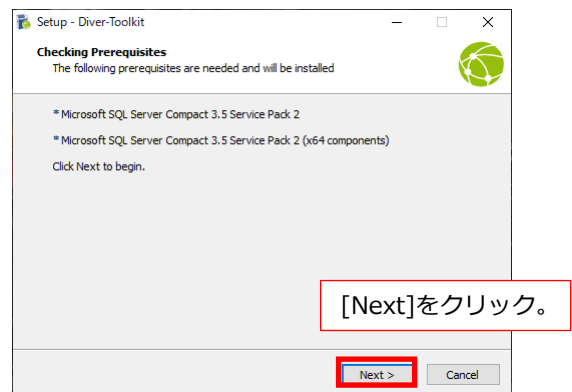 Setup - Diver-Toolkit
Checking Prerequisites
The following prerequisites are needed and will be installed
* Microsoft SQL Server Compact 3.5 Service Pack 2
* Microsoft SQL Server Compact 3.5 Service Pack 2 (x64 components)
Click Next to begin.
[Next]をクリック。
Next >
Cancel